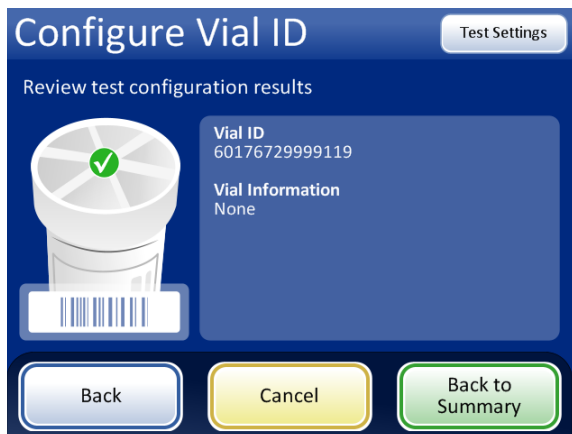 Configure Vial ID
Test Settings
Review test configuration results
Vial ID
60176729999119
Vial Information
None
Back
Cancel
Back to
Summary